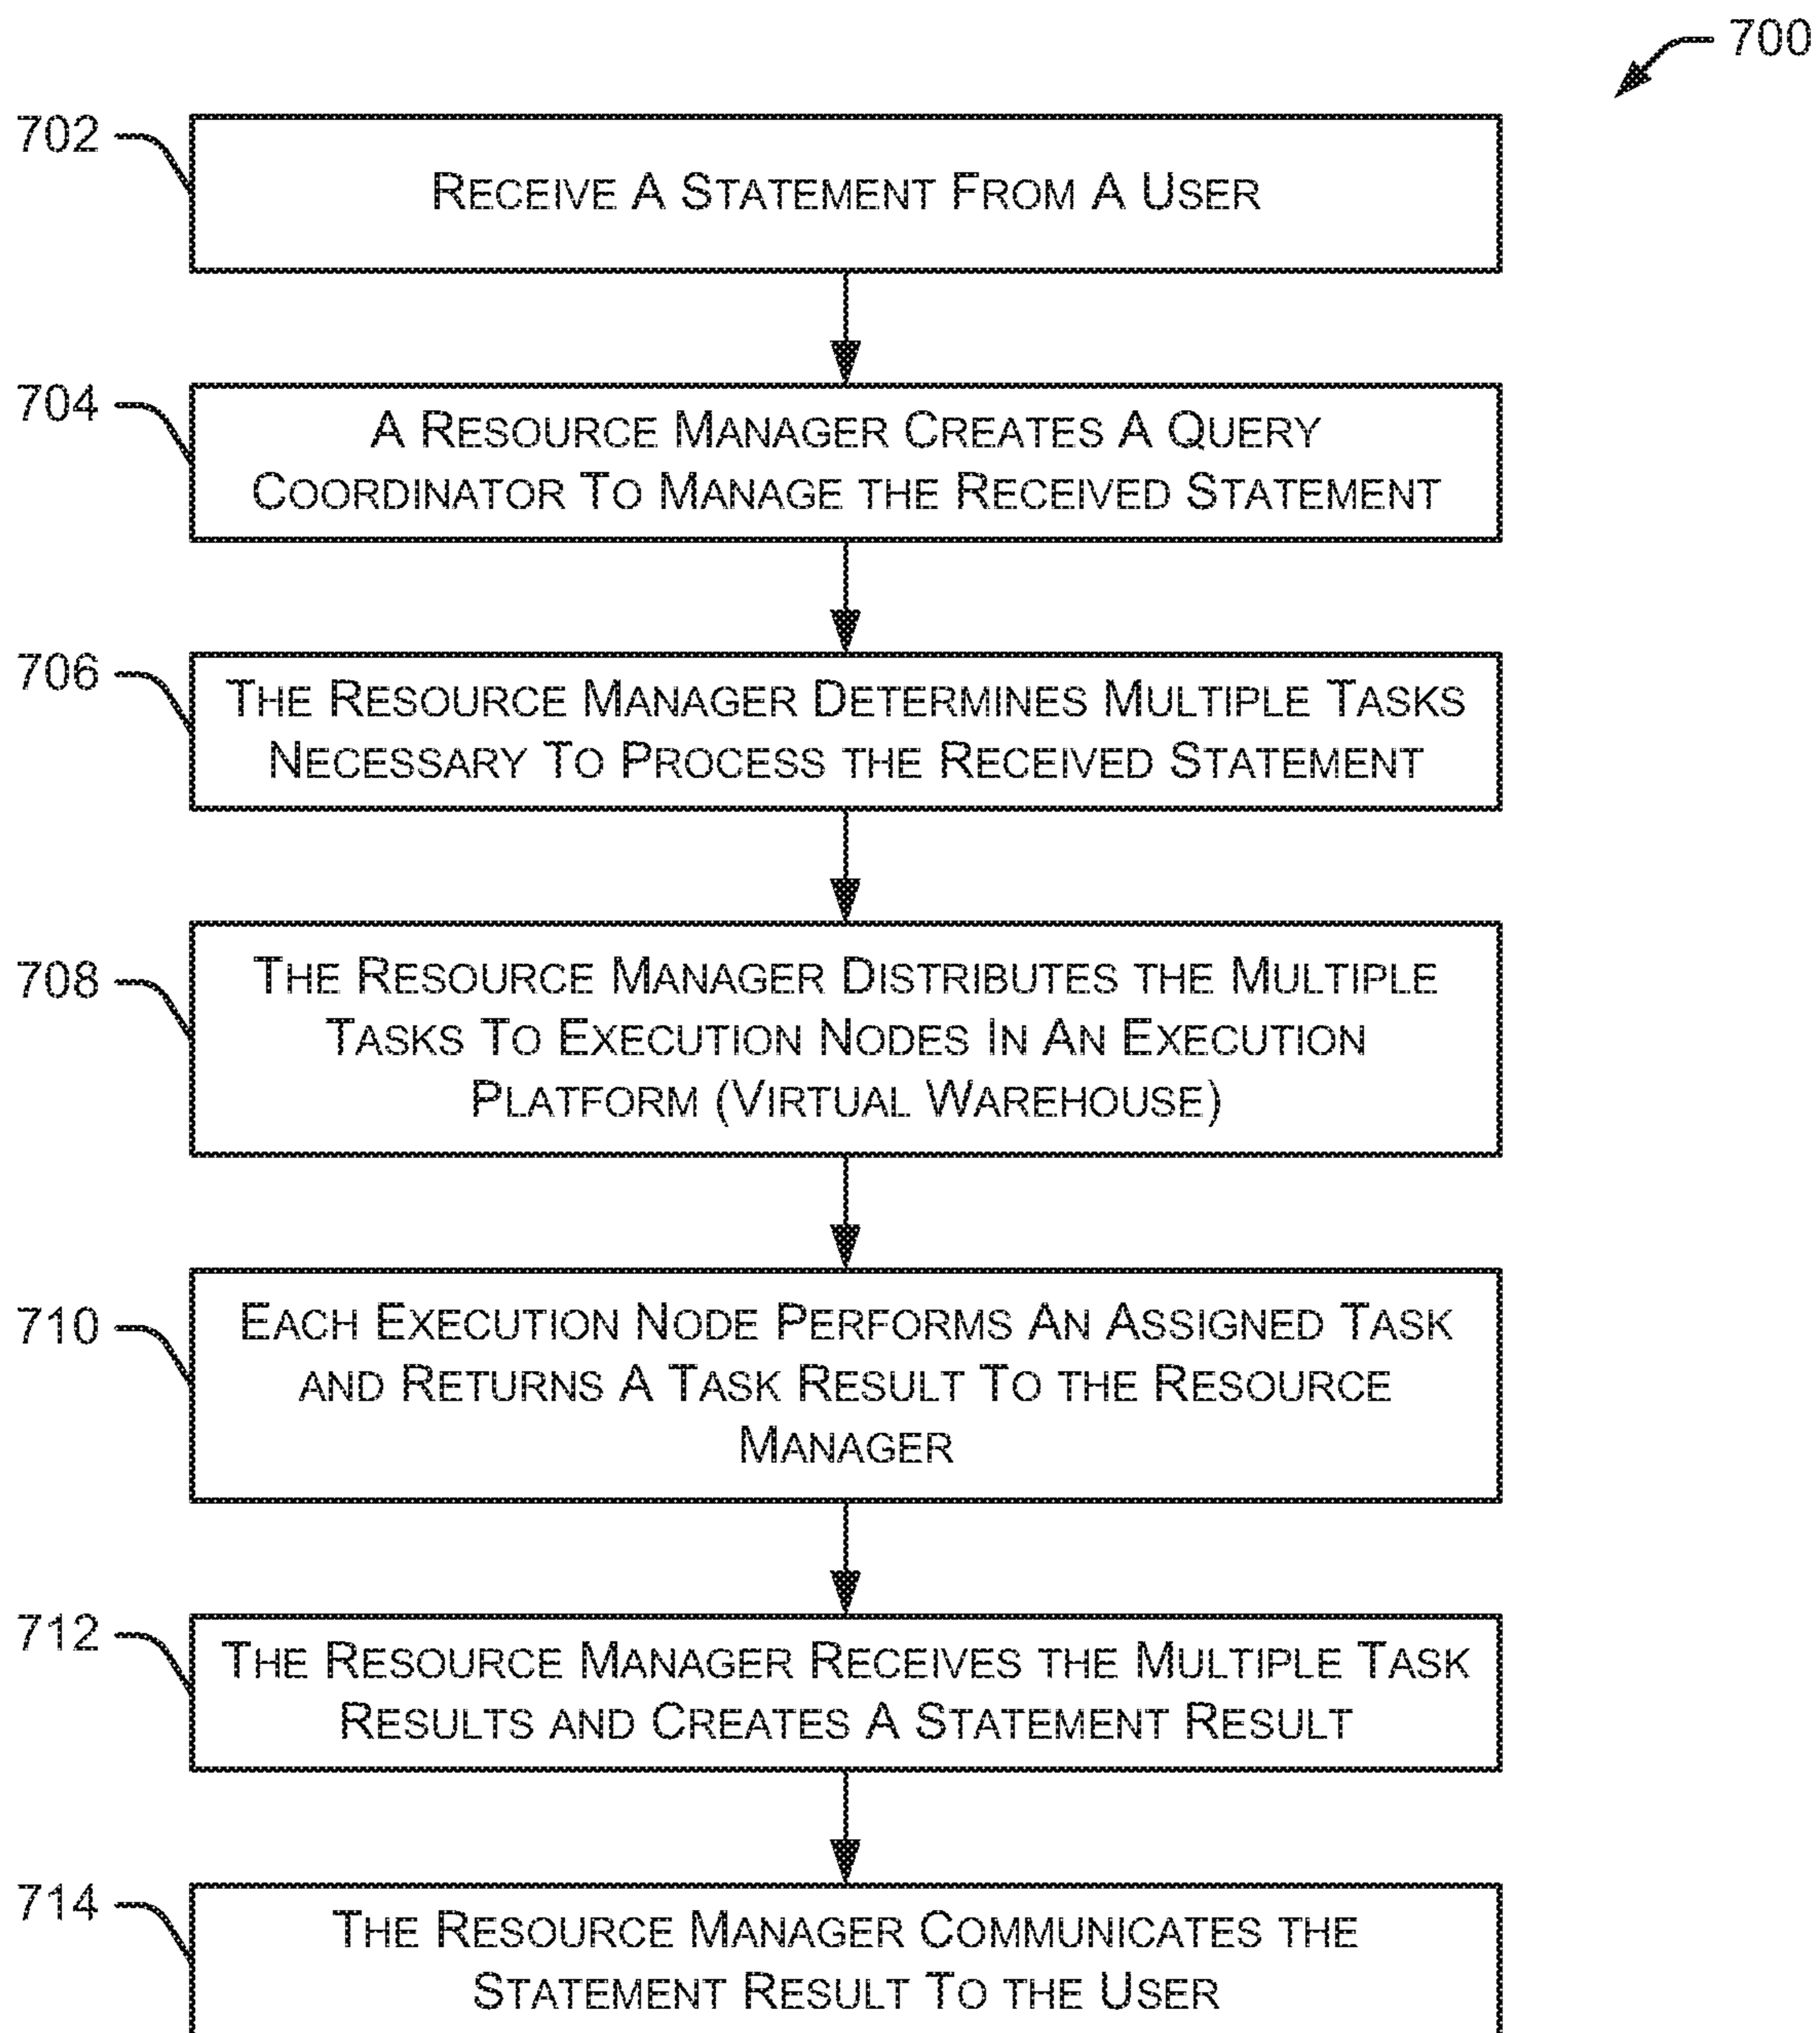 700
702
RECEIVE A STATEMENT FROM A USER
704
A RESOURCE MANAGER CREATES A QUERY
COORDINATOR TO MANAGE THE RECEIVED STATEMENT
706
THE RESOURCE MANAGER DETERMINES MULTIPLE TASKS
NECESSARY TO PROCESS THE RECEIVED STATEMENT
708
THE RESOURCE MANAGER DISTRIBUTES THE MULTIPLE
TASKS TO EXECUTION NODES IN AN EXECUTION
PLATFORM (VIRTUAL WAREHOUSE)
710
EACH EXECUTION NODE PERFORMS AN ASSIGNED TASK
AND RETURNS A TASK RESULT TO THE RESOURCE
MANAGER
712
THE RESOURCE MANAGER RECEIVES THE MULTIPLE TASK
RESULTS AND CREATES A STATEMENT RESULT
714
THE RESOURCE MANAGER COMMUNICATES THE
STATEMENT RESULT TO THE USER